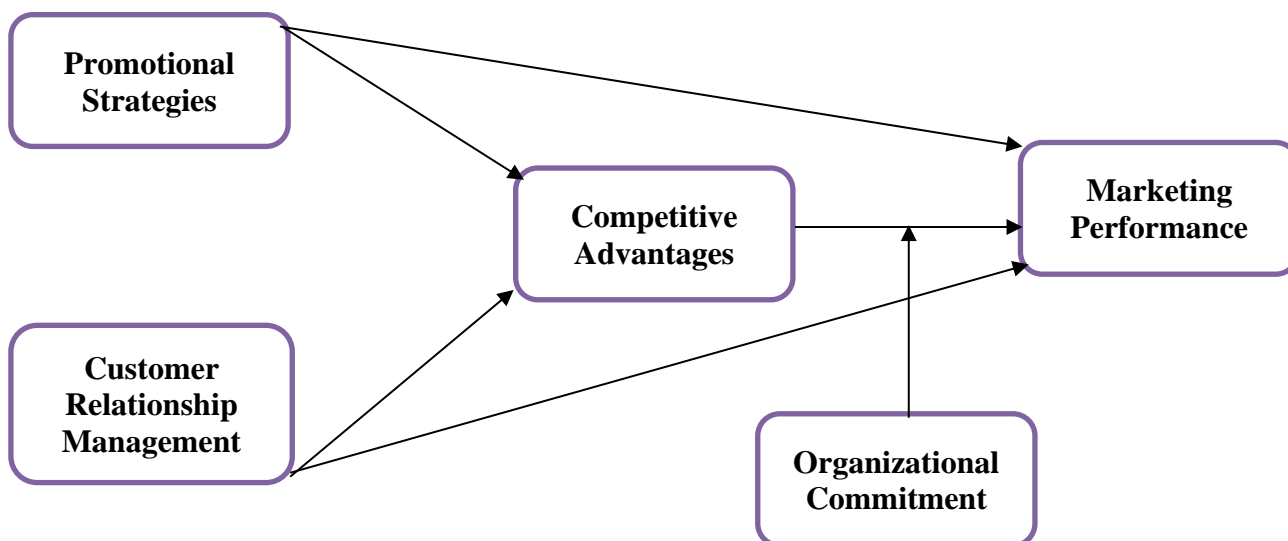 Promotional
Strategies
Competitive
Advantages
Marketing
Performance
Customer
Relationship
Management
Organizational
Commitment